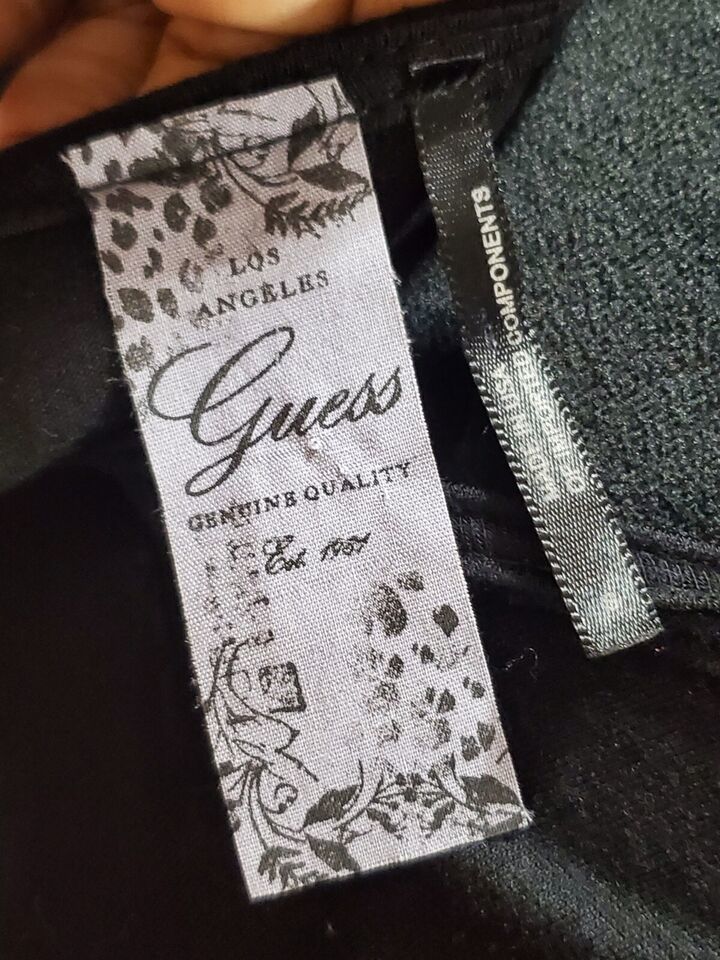 LOS
ANGELES
Guess
GENUINE QUALITY
Est. 1981
MADE IN USA
OF IMPORTED COMPONENTS